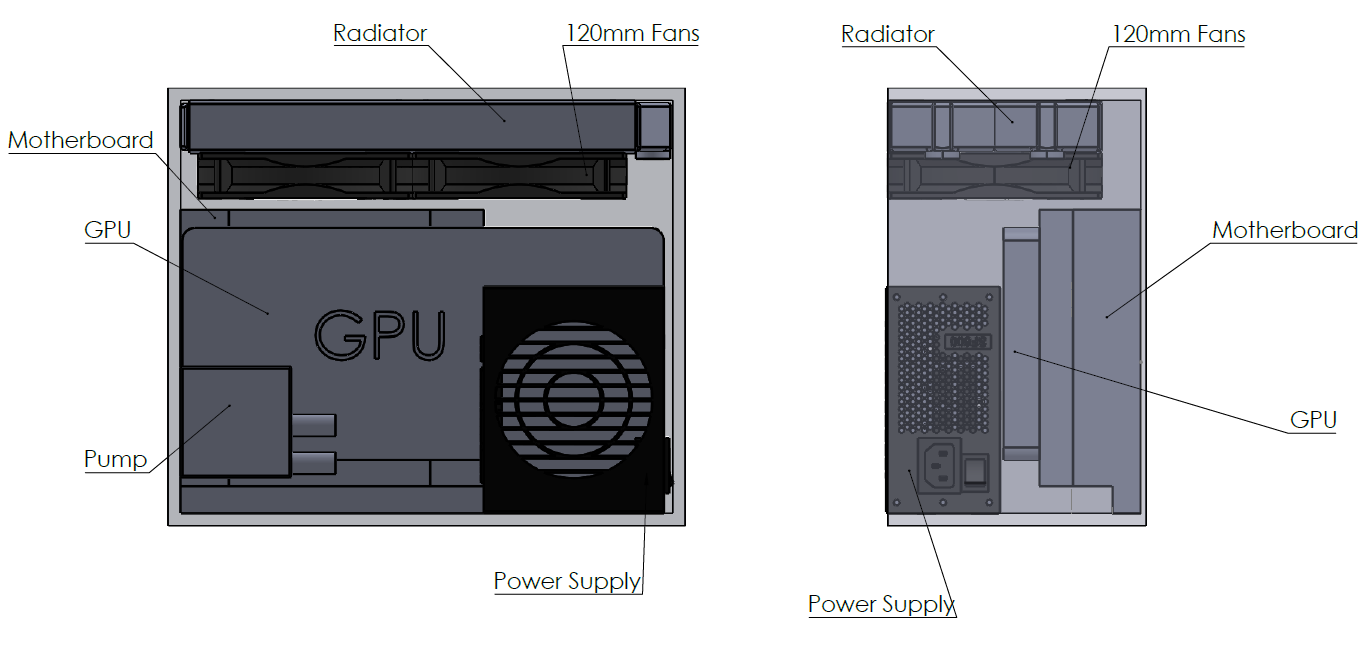 Radiator
120mm Fans
Motherboard
GPU
GPU
Pump
Power Supply
Radiator
120mm Fans
Motherboard
GPU
Power Supply